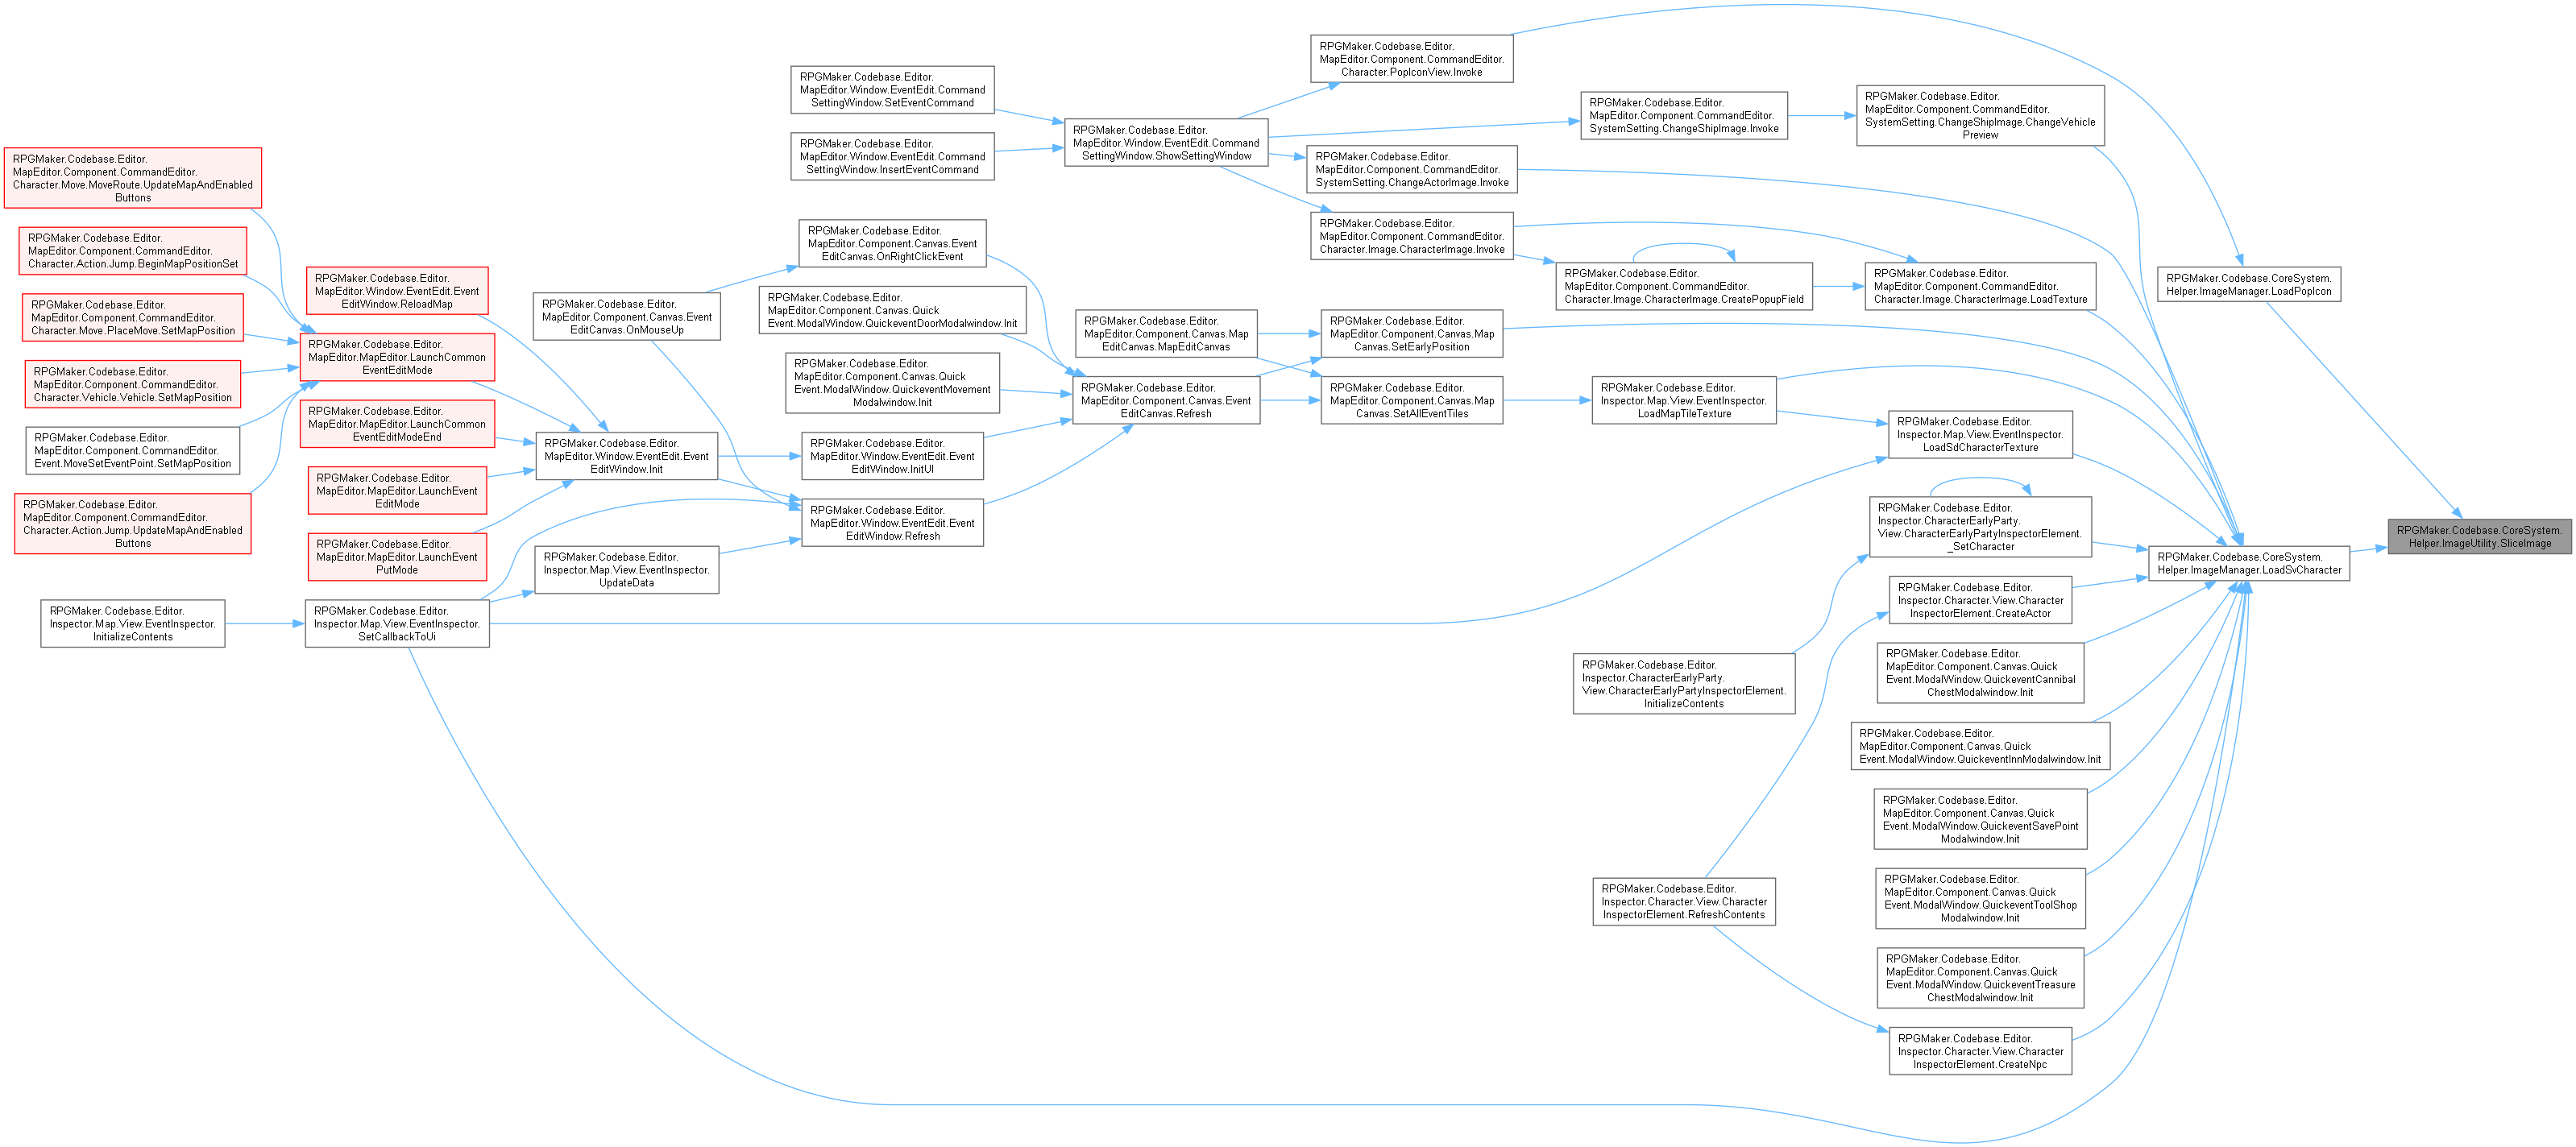 RPGMaker.Codebase.Editor.
MapEditor.Component.CommandEditor.
Character.Move.MoveRoute.UpdateMapAndEnabled
Buttons
RPGMaker.Codebase.Editor.
MapEditor.Component.CommandEditor.
Character.Action.Jump.BeginMapPositionSet
RPGMaker.Codebase.Editor.
MapEditor.Component.CommandEditor.
Character.Move.PlaceMove.SetMapPosition
RPGMaker.Codebase.Editor.
MapEditor.Component.CommandEditor.
Character.Vehicle.Vehicle.SetMapPosition
RPGMaker.Codebase.Editor.
MapEditor.Component.CommandEditor.
Event.MoveSetEventPoint.SetMapPosition
RPGMaker.Codebase.Editor.
MapEditor.Component.CommandEditor.
Character.Action.Jump.UpdateMapAndEnabled
Buttons
RPGMaker.Codebase.Editor.
Inspector.Map.View.EventInspector.
InitializeContents
RPGMaker.Codebase.Editor.
MapEditor.Window.EventEdit.Event
EditWindow.ReloadMap
RPGMaker.Codebase.Editor.
MapEditor.MapEditor.LaunchCommon
EventEditMode
RPGMaker.Codebase.Editor.
MapEditor.MapEditor.LaunchCommon
EventEditModeEnd
RPGMaker.Codebase.Editor.
MapEditor.MapEditor.LaunchEvent
EditMode
RPGMaker.Codebase.Editor.
MapEditor.MapEditor.LaunchEvent
PutMode
RPGMaker.Codebase.Editor.
Inspector.Map.View.EventInspector.
SetCallbackToUi
RPGMaker.Codebase.Editor.
MapEditor.Component.Canvas.Event
EditCanvas.OnMouseUp
RPGMaker.Codebase.Editor.
MapEditor.Window.EventEdit.Event
EditWindow.Init
RPGMaker.Codebase.Editor.
Inspector.Map.View.EventInspector.
UpdateData
RPGMaker.Codebase.Editor.
MapEditor.Window.EventEdit.Command
SettingWindow.SetEventCommand
RPGMaker.Codebase.Editor.
MapEditor.Window.EventEdit.Command
SettingWindow.InsertEventCommand
RPGMaker.Codebase.Editor.
MapEditor.Component.Canvas.Event
EditCanvas.OnRightClickEvent
RPGMaker.Codebase.Editor.
MapEditor.Component.Canvas.Quick
Event.ModalWindow.QuickeventDoorModalwindow.Init
RPGMaker.Codebase.Editor.
MapEditor.Component.Canvas.Quick
Event.ModalWindow.QuickeventMovement
Modalwindow.Init
RPGMaker.Codebase.Editor.
MapEditor.Window.EventEdit.Event
EditWindow.InitUI
RPGMaker.Codebase.Editor.
MapEditor.Window.EventEdit.Event
EditWindow.Refresh
RPGMaker.Codebase.Editor.
MapEditor.Window.EventEdit.Command
SettingWindow.ShowSettingWindow
RPGMaker.Codebase.Editor.
MapEditor.Component.Canvas.Map
EditCanvas.MapEditCanvas
RPGMaker.Codebase.Editor.
MapEditor.Component.Canvas.Event
EditCanvas.Refresh
RPGMaker.Codebase.Editor.
MapEditor.Component.CommandEditor.
Character.PopIconView.Invoke
RPGMaker.Codebase.Editor.
MapEditor.Component.CommandEditor.
SystemSetting.ChangeActorImage.Invoke
RPGMaker.Codebase.Editor.
MapEditor.Component.CommandEditor.
Character.Image.CharacterImage.Invoke
RPGMaker.Codebase.Editor.
MapEditor.Component.Canvas.Map
Canvas.SetEarlyPosition
RPGMaker.Codebase.Editor.
MapEditor.Component.Canvas.Map
Canvas.SetAllEventTiles
RPGMaker.Codebase.Editor.
MapEditor.Component.CommandEditor.
SystemSetting.ChangeShipImage.Invoke
RPGMaker.Codebase.Editor.
MapEditor.Component.CommandEditor.
Character.Image.CharacterImage.CreatePopupField
RPGMaker.Codebase.Editor.
Inspector.Map.View.EventInspector.
LoadMapTileTexture
RPGMaker.Codebase.Editor.
Inspector.CharacterEarlyParty.
View.CharacterEarlyPartyInspectorElement.
InitializeContents
RPGMaker.Codebase.Editor.
Inspector.Character.View.Character
InspectorElement.RefreshContents
RPGMaker.Codebase.Editor.
MapEditor.Component.CommandEditor.
SystemSetting.ChangeShipImage.ChangeVehicle
Preview
RPGMaker.Codebase.Editor.
MapEditor.Component.CommandEditor.
Character.Image.CharacterImage.LoadTexture
RPGMaker.Codebase.Editor.
Inspector.Map.View.EventInspector.
LoadSdCharacterTexture
RPGMaker.Codebase.Editor.
Inspector.CharacterEarlyParty.
View.CharacterEarlyPartyInspectorElement.
_SetCharacter
RPGMaker.Codebase.Editor.
Inspector.Character.View.Character
InspectorElement.CreateActor
RPGMaker.Codebase.Editor.
MapEditor.Component.Canvas.Quick
Event.ModalWindow.QuickeventCannibal
ChestModalwindow.Init
RPGMaker.Codebase.Editor.
MapEditor.Component.Canvas.Quick
Event.ModalWindow.QuickeventInnModalwindow.Init
RPGMaker.Codebase.Editor.
MapEditor.Component.Canvas.Quick
Event.ModalWindow.QuickeventSavePoint
Modalwindow.Init
RPGMaker.Codebase.Editor.
MapEditor.Component.Canvas.Quick
Event.ModalWindow.QuickeventToolShop
Modalwindow.Init
RPGMaker.Codebase.Editor.
MapEditor.Component.Canvas.Quick
Event.ModalWindow.QuickeventTreasure
ChestModalwindow.Init
RPGMaker.Codebase.Editor.
Inspector.Character.View.Character
InspectorElement.CreateNpc
RPGMaker.Codebase.CoreSystem.
Helper.ImageManager.LoadPopIcon
RPGMaker.Codebase.CoreSystem.
Helper.ImageManager.LoadSvCharacter
RPGMaker.Codebase.CoreSystem.
Helper.ImageUtility.SliceImage